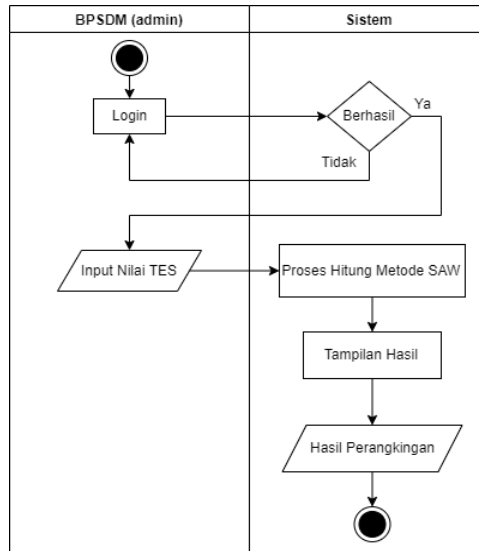 BPSDM (admin)
Sistem
Login
Berhasil
Ya
Tidak
Input Nilai TES
Proses Hitung Metode SAW
Tampilan Hasil
Hasil Perangkingan